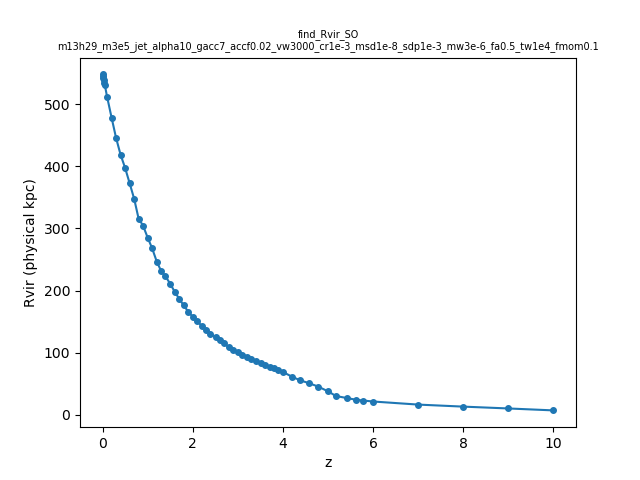 find_Rvir_SO
m13h29_m3e5_jet_alpha10_gacc7_accf0.02_vw3000_cr1e-3_msd1e-8_sdp1e-3_mw3e-6_fa0.5_tw1e4_fmom0.1
Rvir (physical kpc)
500
400
300
200
100
0
0 2 4 6 8 10
z